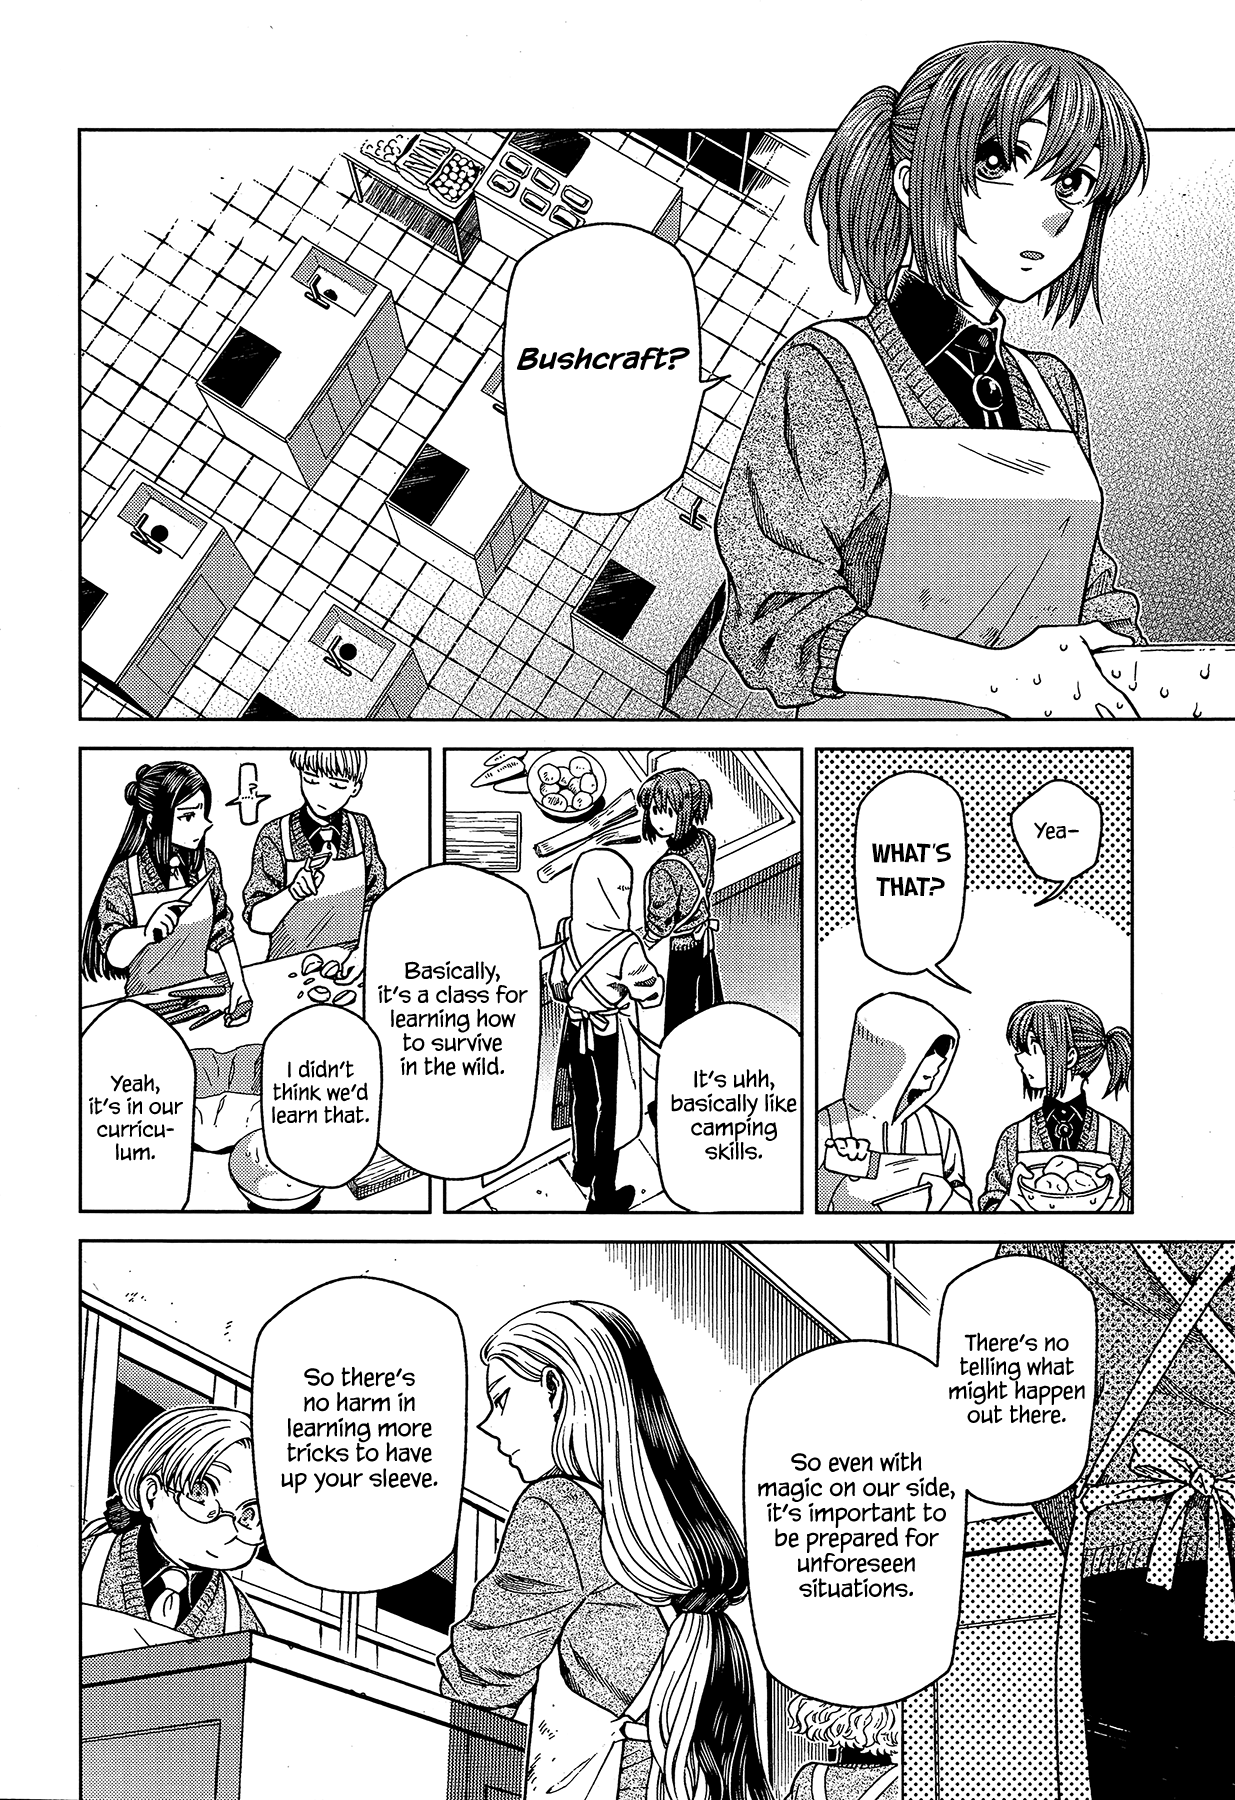 Bushcraft?
Yea-
WHAT'S
THAT?
It's uhh,
basically like
camping
skills.
Basically,
it's a class for
learning how
to survive
in the wild.
I didn't
think we'd
learn that.
Yeah,
it's in our
curricu-
lum.
There's no
telling what
might happen
out there.
So even with
magic on our side,
it's important to
be prepared for
unforeseen
situations.
So there's
no harm in
learning more
tricks to have
up your sleeve.